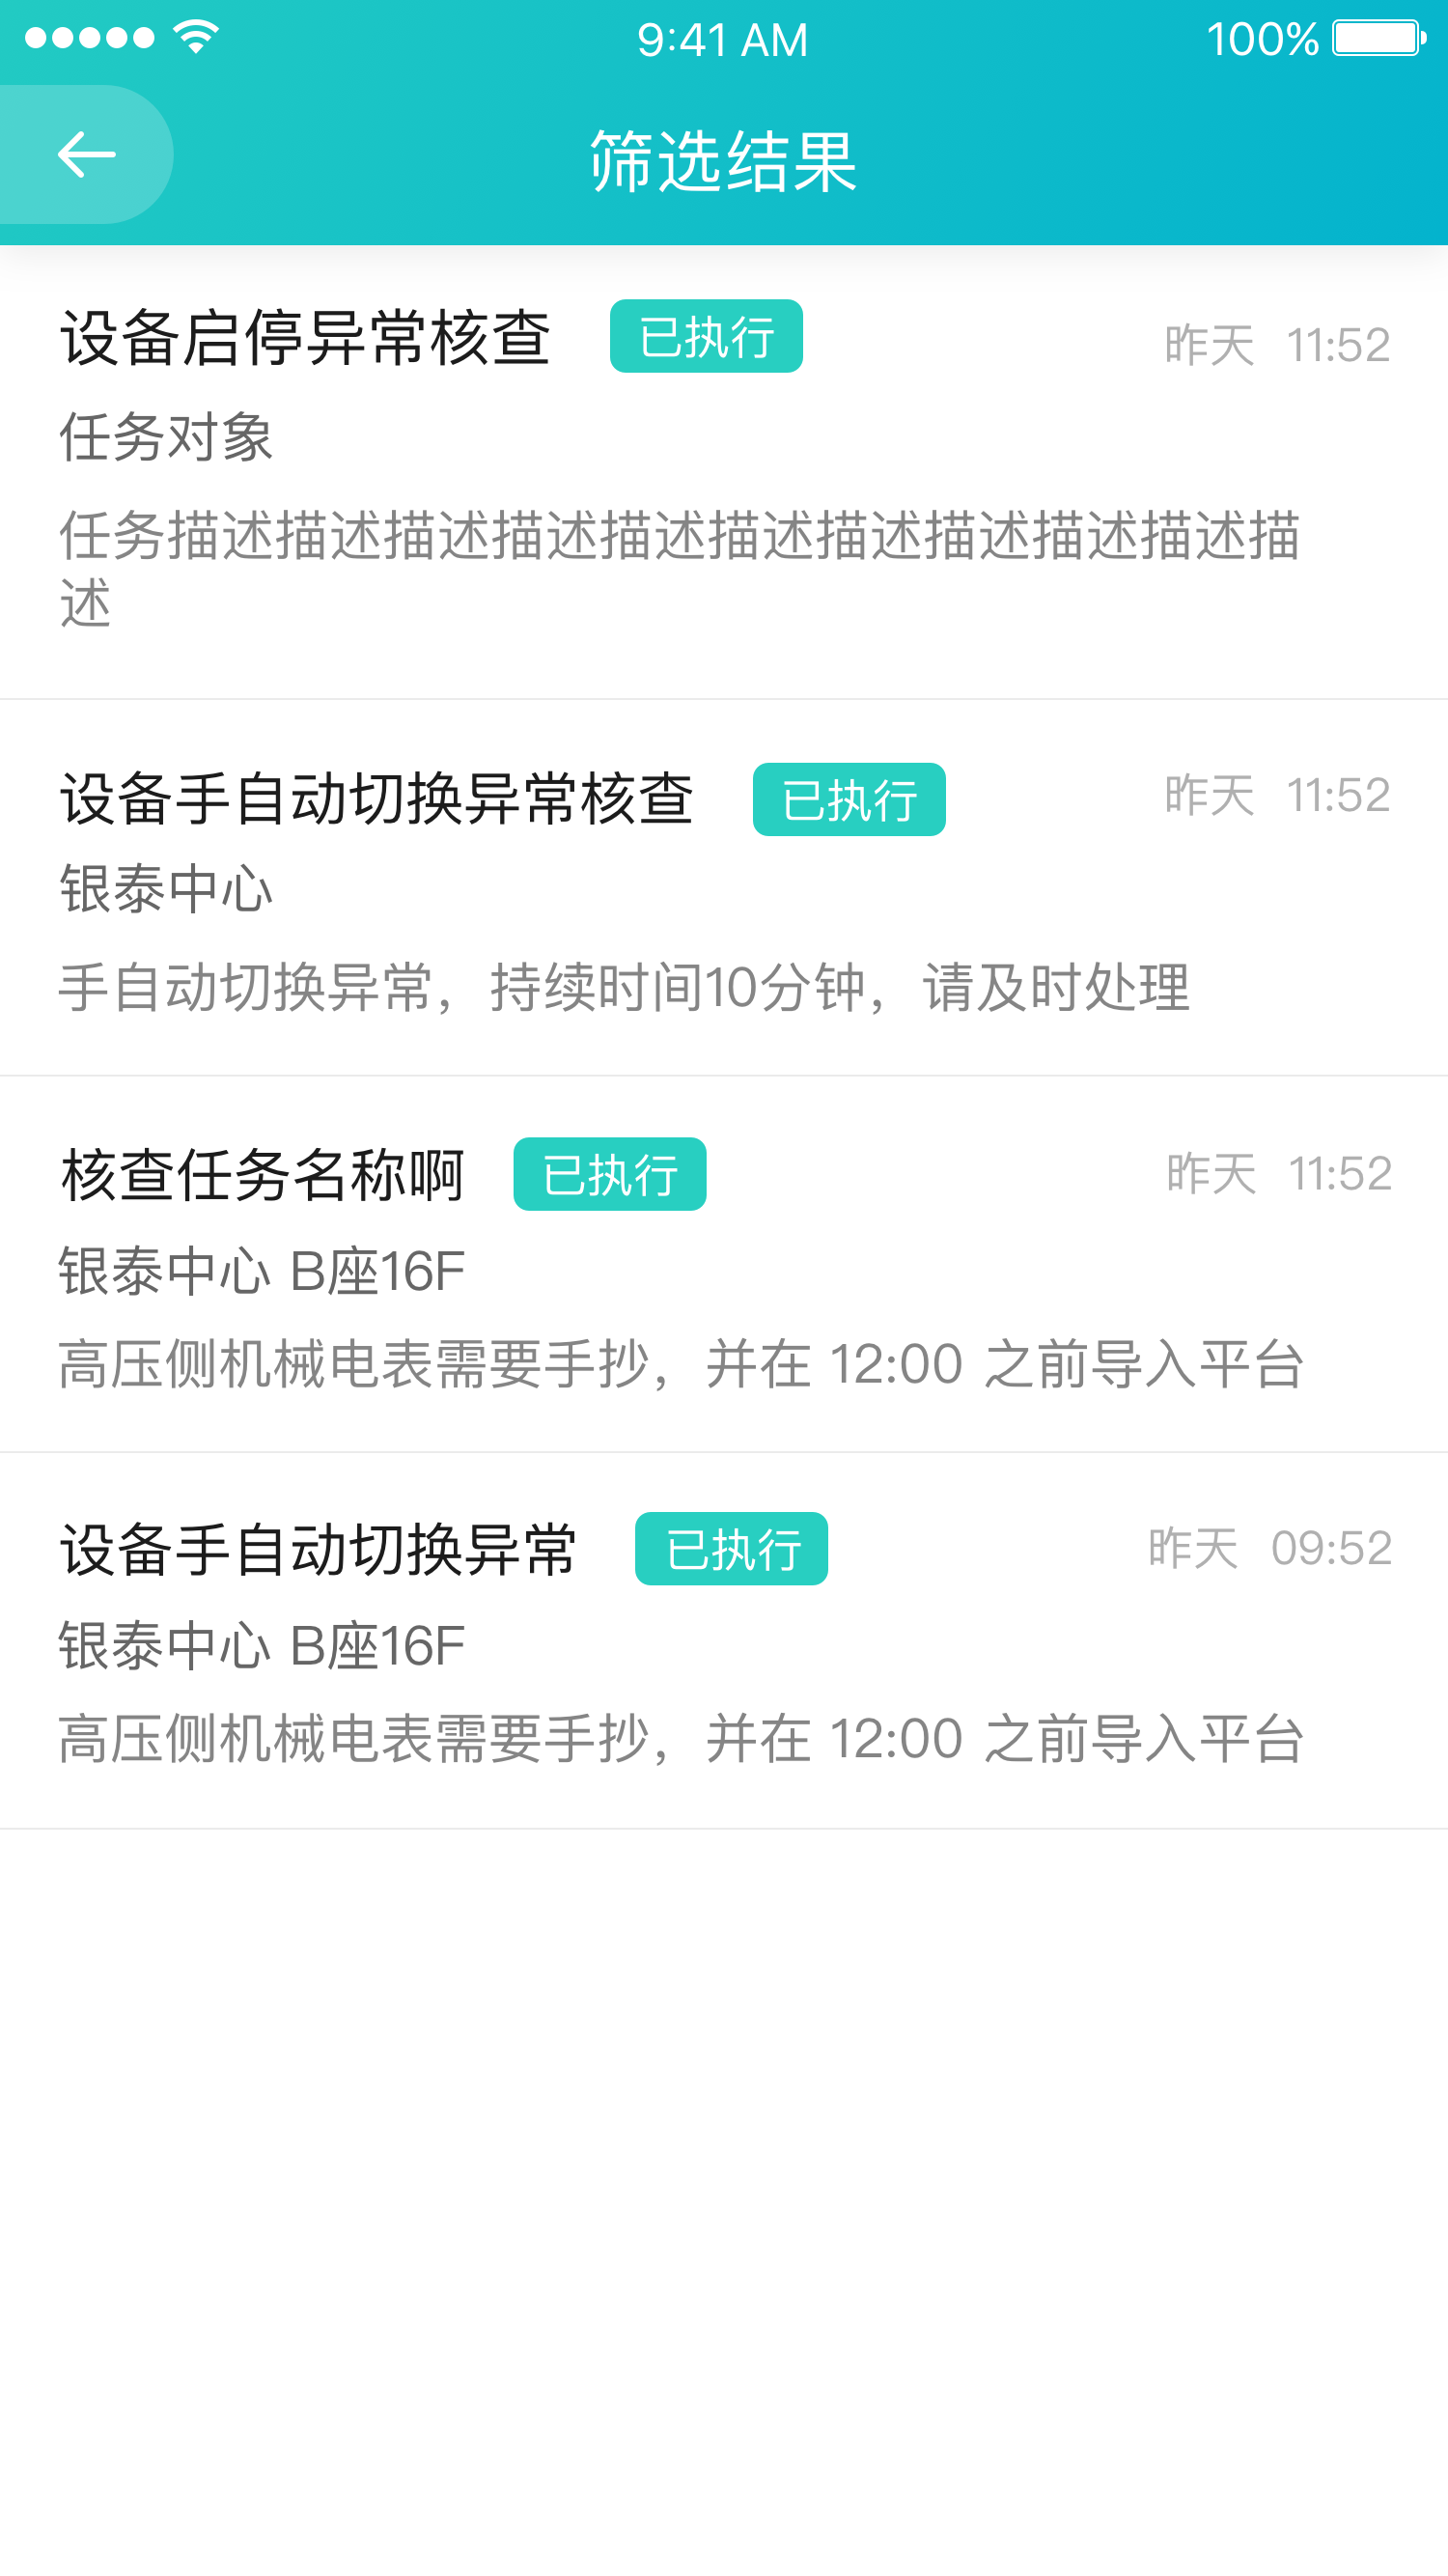 9:41 AM 100%
筛选结果
设备启停异常核查 已执行 昨天 11:52
任务对象
任务描述描述描述描述描述描述描述描述描述描述描
述
设备手自动切换异常核查 已执行 昨天 11:52
银泰中心
手自动切换异常，持续时间10分钟，请及时处理
核查任务名称啊 已执行 昨天 11:52
银泰中心 B座16F
高压侧机械电表需要手抄，并在 12:00 之前导入平台
设备手自动切换异常 已执行 昨天 09:52
银泰中心 B座16F
高压侧机械电表需要手抄，并在 12:00 之前导入平台